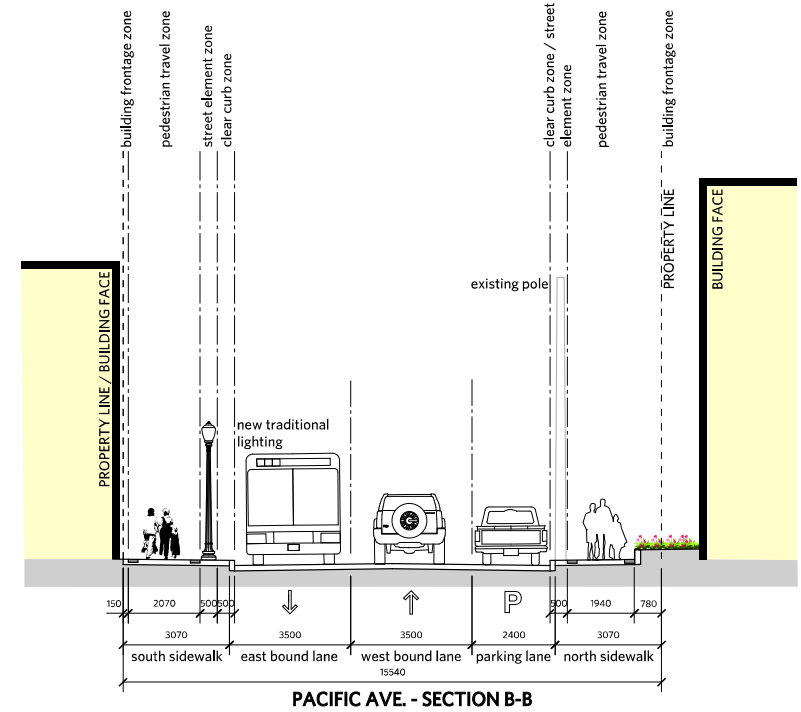 building frontage zone
pedestrian travel zone
street element zone
clear curb zone
clear curb zone / street
element zone
pedestrian travel zone
building frontage zone
PROPERTY LINE / BUILDING FACE
PROPERTY LINE
BUILDING FACE
existing pole
new traditional
lighting
150 2070 500 500 P 500 1940 780
3070 3500 3500 2400 3070
south sidewalk east bound lane west bound lane parking lane north sidewalk
15540
PACIFIC AVE. - SECTION B-B